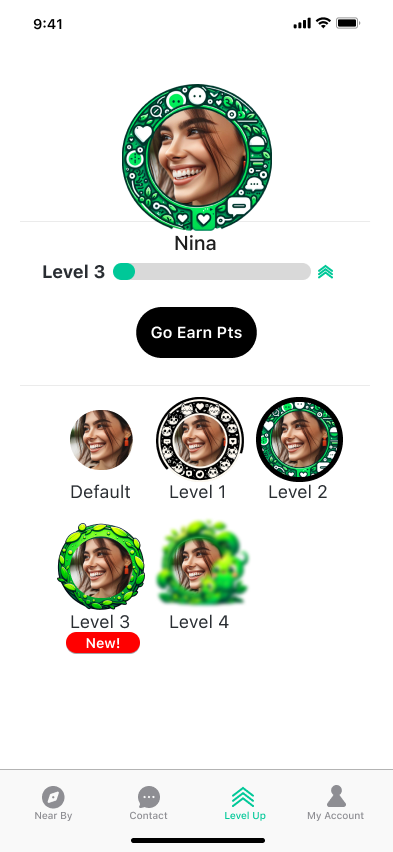 9:41
Nina
Level 3
Go Earn Pts
Default Level 1 Level 2
Level 3 Level 4
New!
Near By Contact Level Up My Account